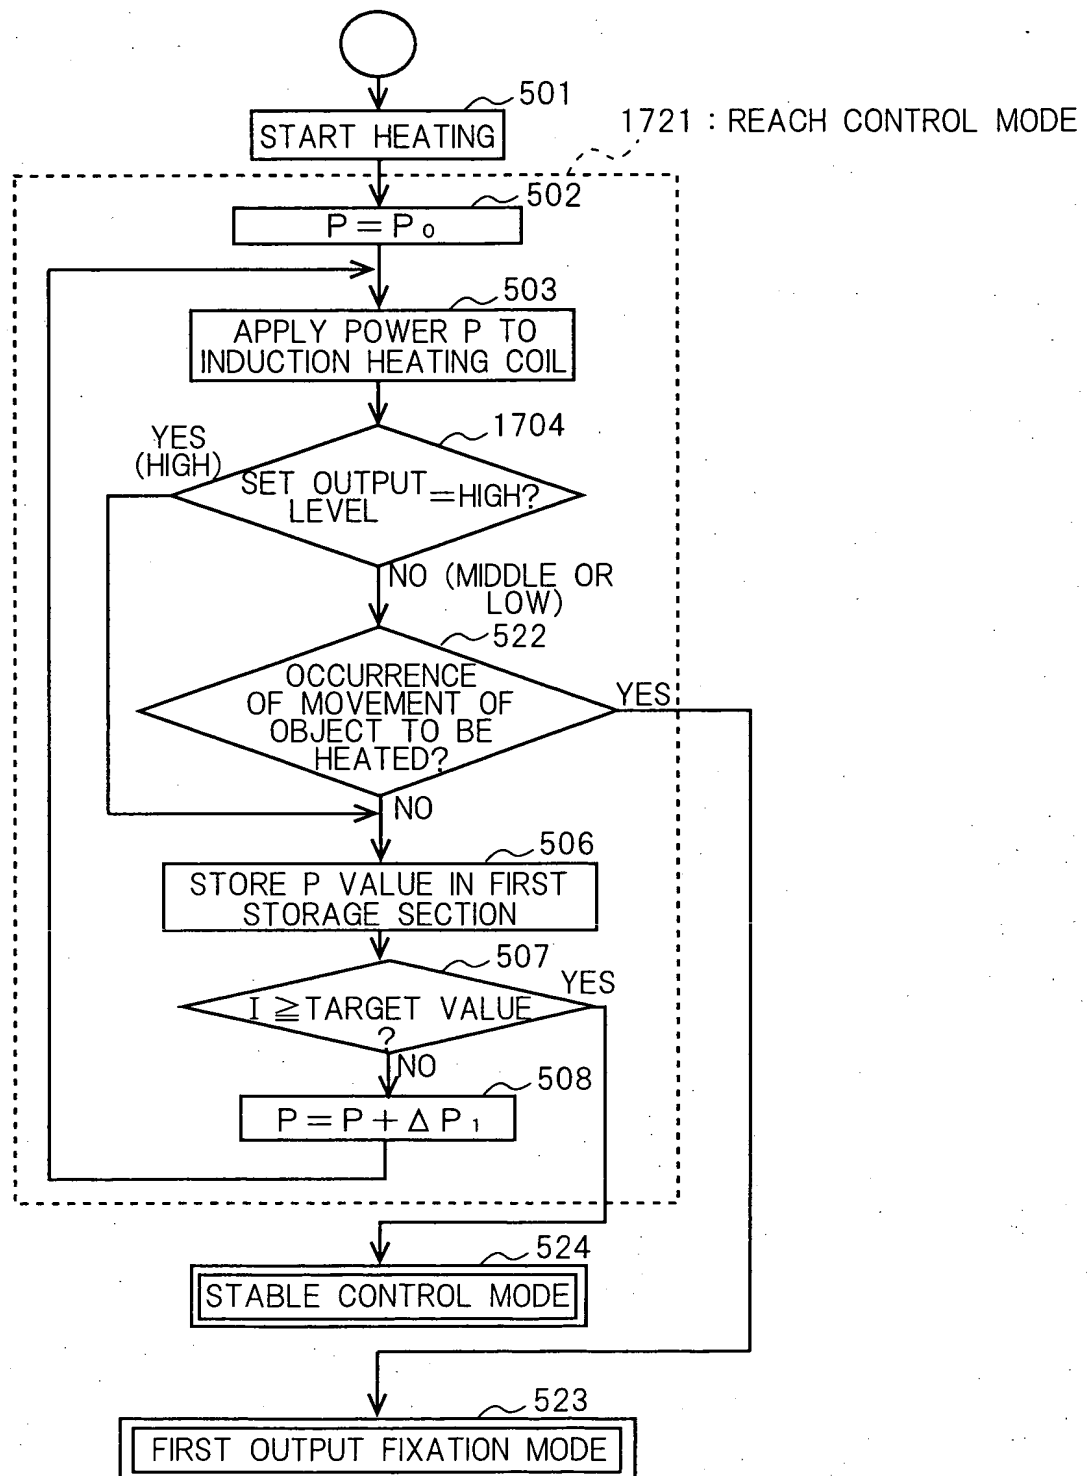 501
START HEATING
1721 : REACH CONTROL MODE
502
P = P₀
503
APPLY POWER P TO
INDUCTION HEATING COIL
1704
YES
(HIGH)
SET OUTPUT
LEVEL
=HIGH?
NO (MIDDLE OR
LOW)
522
OCCURRENCE
OF MOVEMENT OF
OBJECT TO BE
HEATED?
YES
NO
506
STORE P VALUE IN FIRST
STORAGE SECTION
507
YES
I ≧ TARGET VALUE
?
NO
508
P = P + Δ P₁
524
STABLE CONTROL MODE
523
FIRST OUTPUT FIXATION MODE